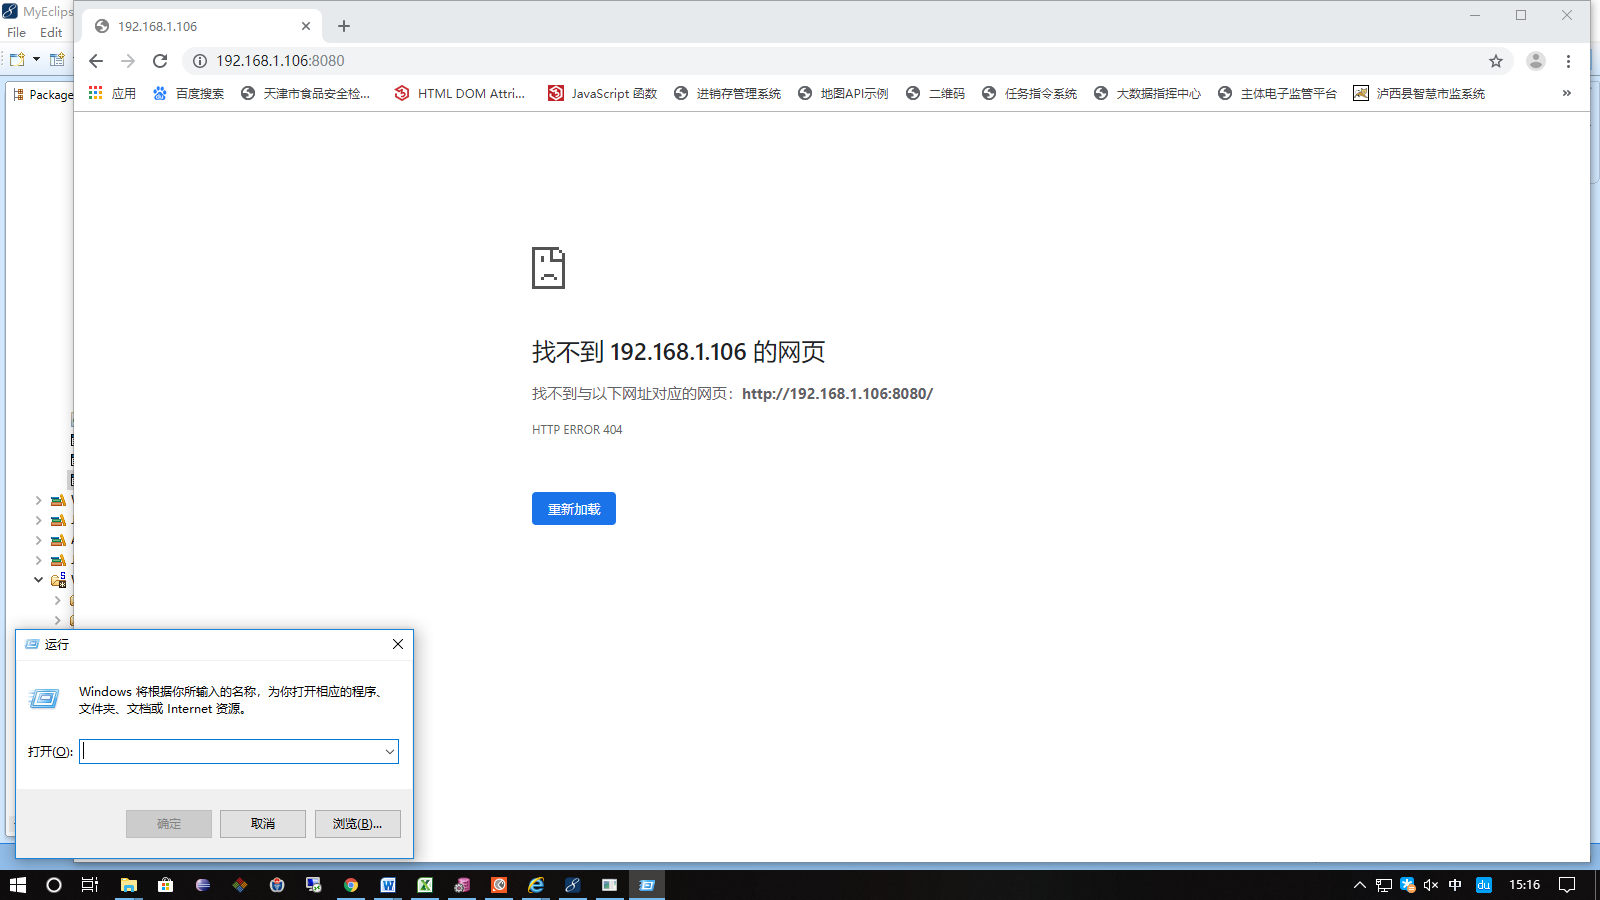 MyEclips
File Edit
Package
192.168.1.106
192.168.1.106:8080
应用 百度搜索 天津市食品安全检... HTML DOM Attri... JavaScript 函数 进销存管理系统 地图API示例 二维码 任务指令系统 大数据指挥中心 主体电子监管平台 泸西县智慧市监系统 »
找不到 192.168.1.106 的网页
找不到与以下网址对应的网页：http://192.168.1.106:8080/
HTTP ERROR 404
重新加载
运行
Windows 将根据你所输入的名称，为你打开相应的程序、
文件夹、文档或 Internet 资源。
打开(O):
确定 取消 浏览(B)...
中 du 15:16